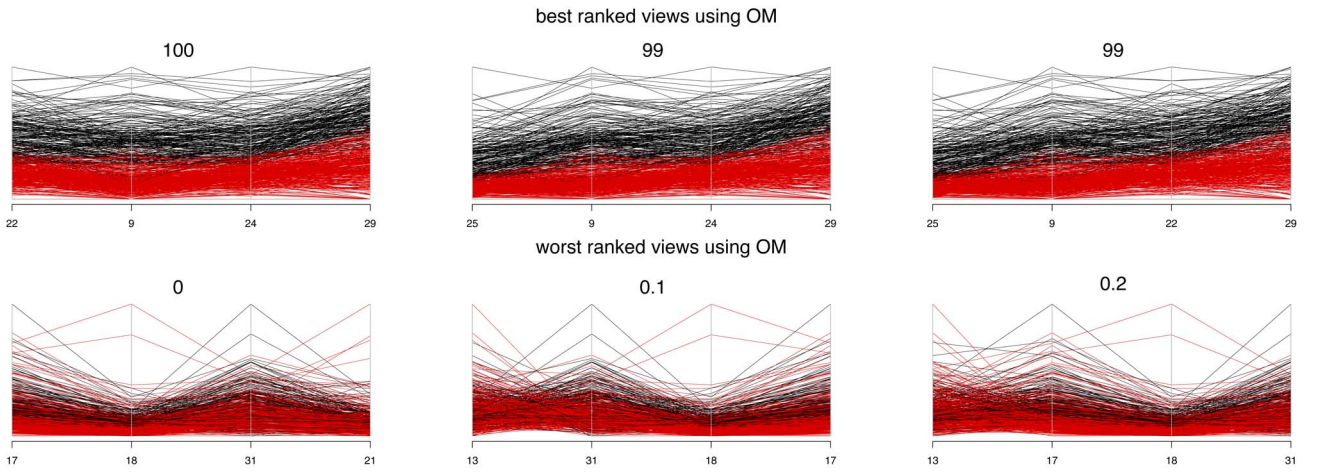 best ranked views using OM
100 99 99
22 9 24 29 25 9 24 29 25 9 22 29
worst ranked views using OM
0 0.1 0.2
17 18 31 21 13 31 18 17 13 17 18 31